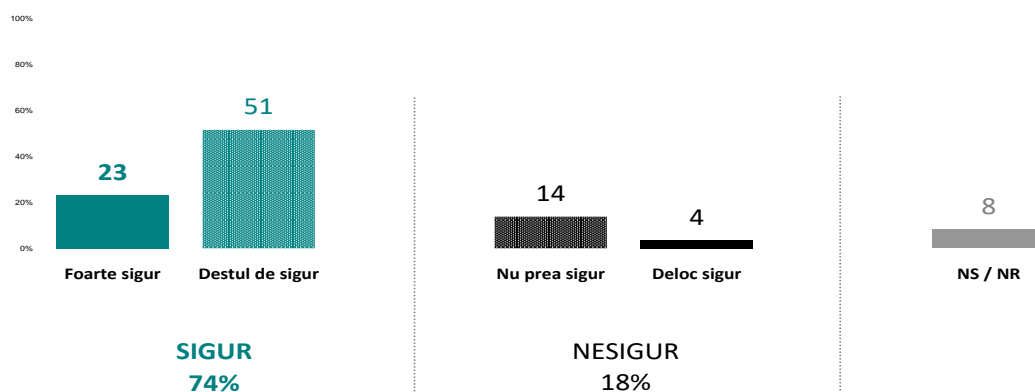 100%
80%
60%
40%
20%
0%
23
51
14
4
8
Foarte sigur
Destul de sigur
Nu prea sigur
Deloc sigur
NS / NR
SIGUR
74%
NESIGUR
18%